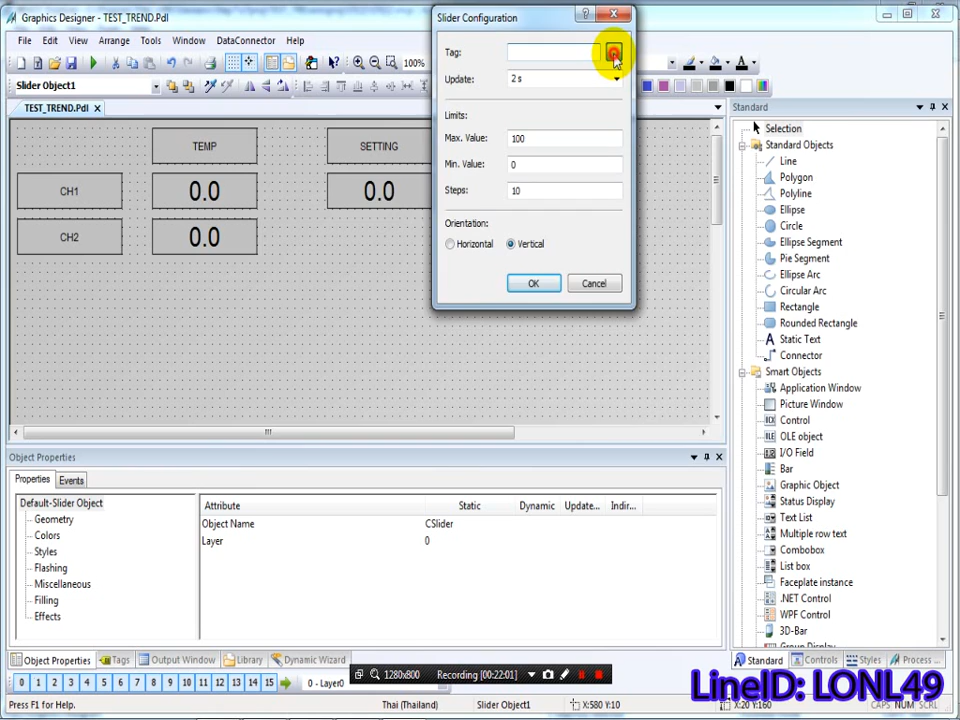 Graphics Designer - TEST_TREND.Pdl
File Edit View Arrange Tools Window DataConnector Help
100%
Slider Object1
TEST_TREND.Pdl
TEMP
SETTING
CH1
0.0
0.0
CH2
0.0
Slider Configuration
Tag:
Update:
2 s
Limits:
Max. Value:
100
Min. Value:
0
Steps:
10
Orientation:
Horizontal
Vertical
OK
Cancel
Standard
Selection
Standard Objects
Line
Polygon
Polyline
Ellipse
Circle
Ellipse Segment
Pie Segment
Ellipse Arc
Circular Arc
Rectangle
Rounded Rectangle
Static Text
Connector
Smart Objects
Application Window
Picture Window
Control
OLE object
I/O Field
Bar
Graphic Object
Status Display
Text List
Multiple row text
Combobox
List box
Faceplate instance
.NET Control
WPF Control
3D-Bar
Group Display
Standard Controls Styles Process ...
Object Properties
Properties Events
Default-Slider Object
Geometry
Colors
Styles
Flashing
Miscellaneous
Filling
Effects
Attribute Static Dynamic Update... Indir...
Object Name CSlider
Layer 0
Object Properties Tags Output Window Library Dynamic Wizard
0 1 2 3 4 5 6 7 8 9 10 11 12 13 14 15 0 - Layer0
1280x800 Recording [00:22:01]
LineID: LONL49
Press F1 for Help. Thai (Thailand) Slider Object1 X:580 Y:10 X:20 Y:160 CAPS NUM SCRL